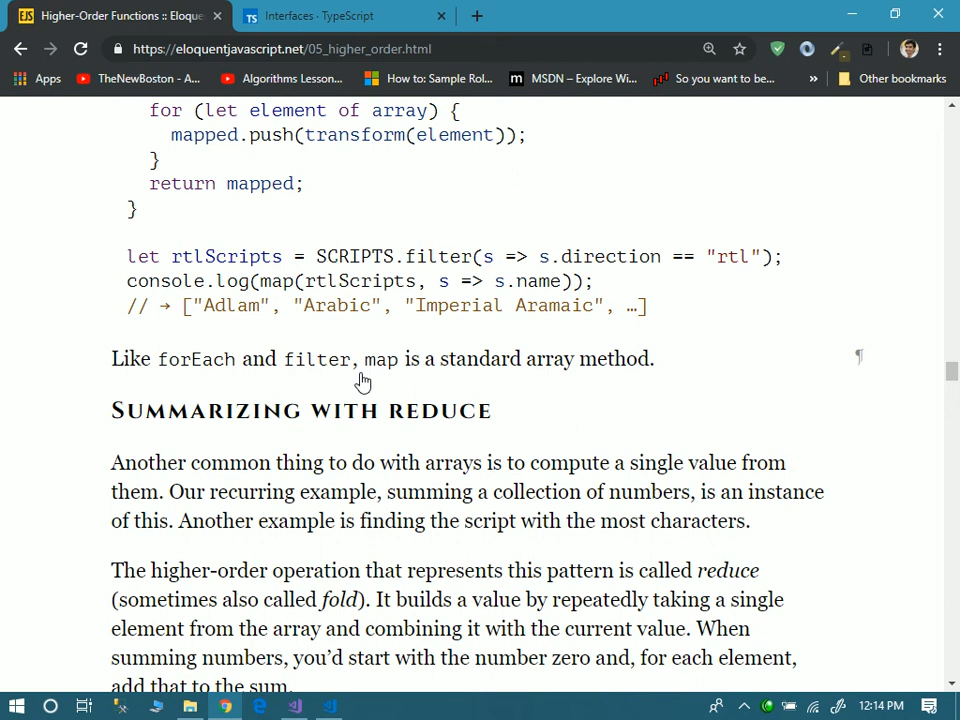 Higher-Order Functions :: Eloque
Interfaces · TypeScript
https://eloquentjavascript.net/05_higher_order.html
Apps
TheNewBoston - A...
Algorithms Lesson...
How to: Sample Rol...
MSDN – Explore Wi...
So you want to be...
»
Other bookmarks
for (let element of array) {
mapped.push(transform(element));
}
return mapped;
}
let rtlScripts = SCRIPTS.filter(s => s.direction == "rtl");
console.log(map(rtlScripts, s => s.name));
// → ["Adlam", "Arabic", "Imperial Aramaic", …]
Like forEach and filter, map is a standard array method.
¶
Summarizing with reduce
Another common thing to do with arrays is to compute a single value from
them. Our recurring example, summing a collection of numbers, is an instance
of this. Another example is finding the script with the most characters.
The higher-order operation that represents this pattern is called reduce
(sometimes also called fold). It builds a value by repeatedly taking a single
element from the array and combining it with the current value. When
summing numbers, you’d start with the number zero and, for each element,
add that to the sum.
12:14 PM